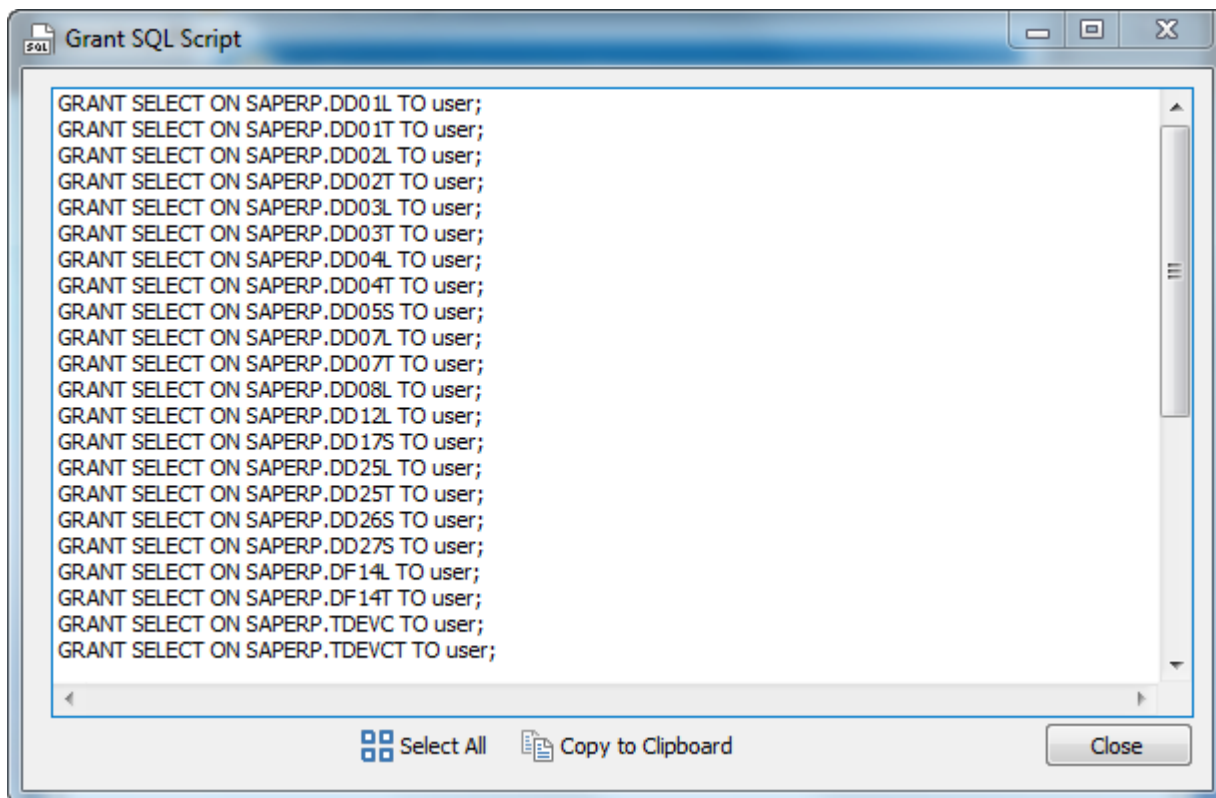 SQL
Grant SQL Script
GRANT SELECT ON SAPERP.DD01L TO user;
GRANT SELECT ON SAPERP.DD01T TO user;
GRANT SELECT ON SAPERP.DD02L TO user;
GRANT SELECT ON SAPERP.DD02T TO user;
GRANT SELECT ON SAPERP.DD03L TO user;
GRANT SELECT ON SAPERP.DD03T TO user;
GRANT SELECT ON SAPERP.DD04L TO user;
GRANT SELECT ON SAPERP.DD04T TO user;
GRANT SELECT ON SAPERP.DD05S TO user;
GRANT SELECT ON SAPERP.DD07L TO user;
GRANT SELECT ON SAPERP.DD07T TO user;
GRANT SELECT ON SAPERP.DD08L TO user;
GRANT SELECT ON SAPERP.DD12L TO user;
GRANT SELECT ON SAPERP.DD17S TO user;
GRANT SELECT ON SAPERP.DD25L TO user;
GRANT SELECT ON SAPERP.DD25T TO user;
GRANT SELECT ON SAPERP.DD26S TO user;
GRANT SELECT ON SAPERP.DD27S TO user;
GRANT SELECT ON SAPERP.DF14L TO user;
GRANT SELECT ON SAPERP.DF14T TO user;
GRANT SELECT ON SAPERP.TDEVC TO user;
GRANT SELECT ON SAPERP.TDEVCT TO user;
Select All
Copy to Clipboard
Close